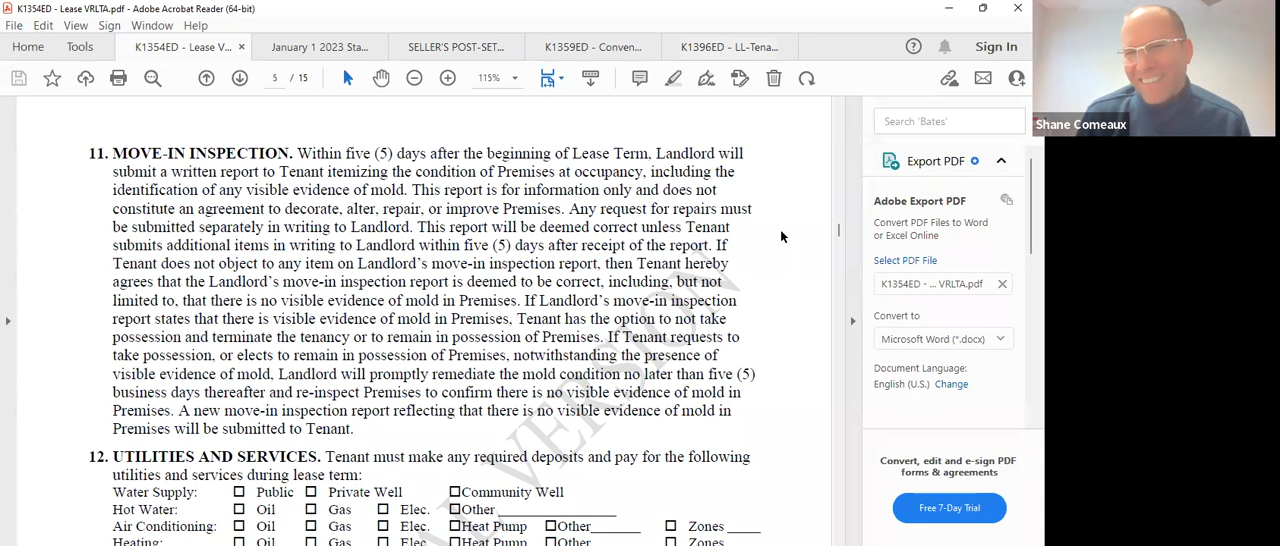 K1354ED - Lease VRLTA.pdf - Adobe Acrobat Reader (64-bit)
File Edit View Sign Window Help
Home Tools K1354ED - Lease V... × January 1 2023 Sta... SELLER'S POST-SET... K1359ED - Conven... K1396ED - LL-Tena... Sign In
5 / 15 115%
11. MOVE-IN INSPECTION. Within five (5) days after the beginning of Lease Term, Landlord will
submit a written report to Tenant itemizing the condition of Premises at occupancy, including the
identification of any visible evidence of mold. This report is for information only and does not
constitute an agreement to decorate, alter, repair, or improve Premises. Any request for repairs must
be submitted separately in writing to Landlord. This report will be deemed correct unless Tenant
submits additional items in writing to Landlord within five (5) days after receipt of the report. If
Tenant does not object to any item on Landlord's move-in inspection report, then Tenant hereby
agrees that the Landlord's move-in inspection report is deemed to be correct, including, but not
limited to, that there is no visible evidence of mold in Premises. If Landlord's move-in inspection
report states that there is visible evidence of mold in Premises, Tenant has the option to not take
possession and terminate the tenancy or to remain in possession of Premises. If Tenant requests to
take possession, or elects to remain in possession of Premises, notwithstanding the presence of
visible evidence of mold, Landlord will promptly remediate the mold condition no later than five (5)
business days thereafter and re-inspect Premises to confirm there is no visible evidence of mold in
Premises. A new move-in inspection report reflecting that there is no visible evidence of mold in
Premises will be submitted to Tenant.
12. UTILITIES AND SERVICES. Tenant must make any required deposits and pay for the following
utilities and services during lease term:
Water Supply: ☐ Public ☐ Private Well ☐ Community Well
Hot Water: ☐ Oil ☐ Gas ☐ Elec. ☐ Other ________
Air Conditioning: ☐ Oil ☐ Gas ☐ Elec. ☐ Heat Pump ☐ Other ______ ☐ Zones ____
Heating: ☐ Oil ☐ Gas ☐ Elec. ☐ Heat Pump ☐ Other ☐ Zones
VERSION
Search 'Bates'
Export PDF
Adobe Export PDF
Convert PDF Files to Word
or Excel Online
Select PDF File
K1354ED - ... VRLTA.pdf ×
Convert to
Microsoft Word (*.docx)
Document Language:
English (U.S.) Change
Convert, edit and e-sign PDF
forms & agreements
Free 7-Day Trial
Shane Comeaux